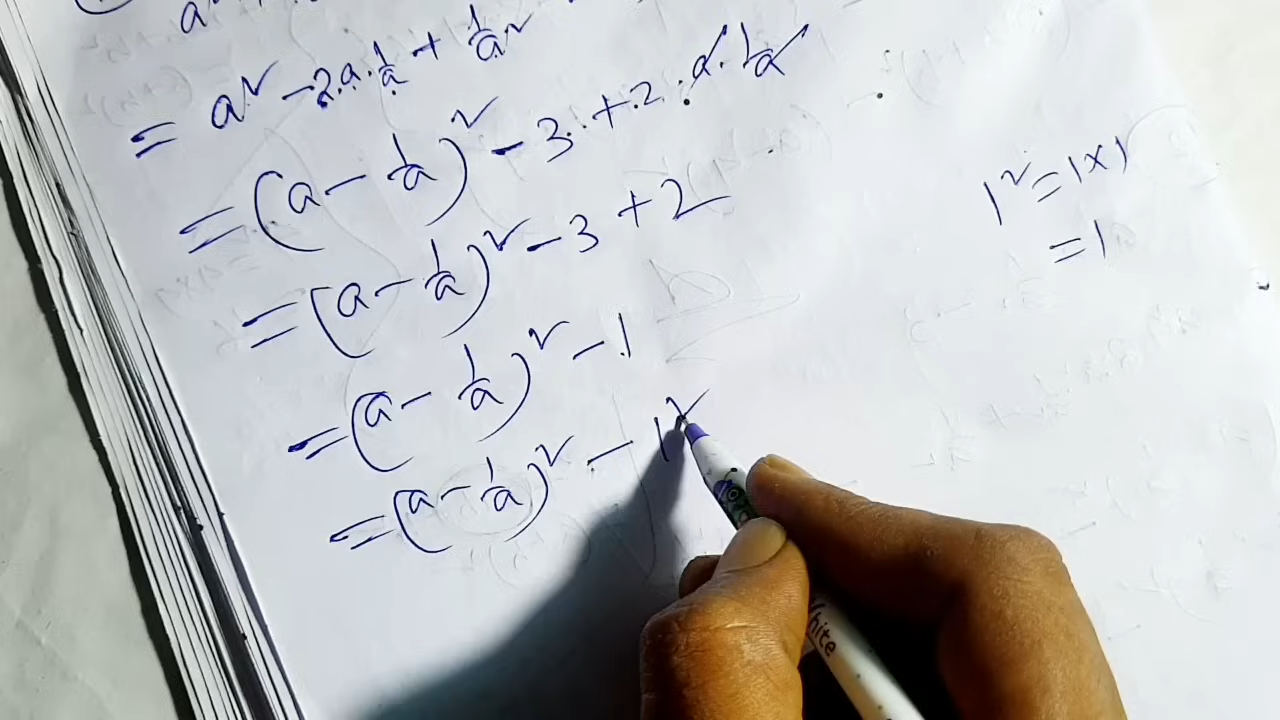 = a² - 2.a.1/a + 1/a²
= (a - 1/a)² - 3 + 2.a.1/a
= (a - 1/a)² - 3 + 2
= (a - 1/a)² - 1
= (a - 1/a)² - 1²
1² = 1×1
= 1
White